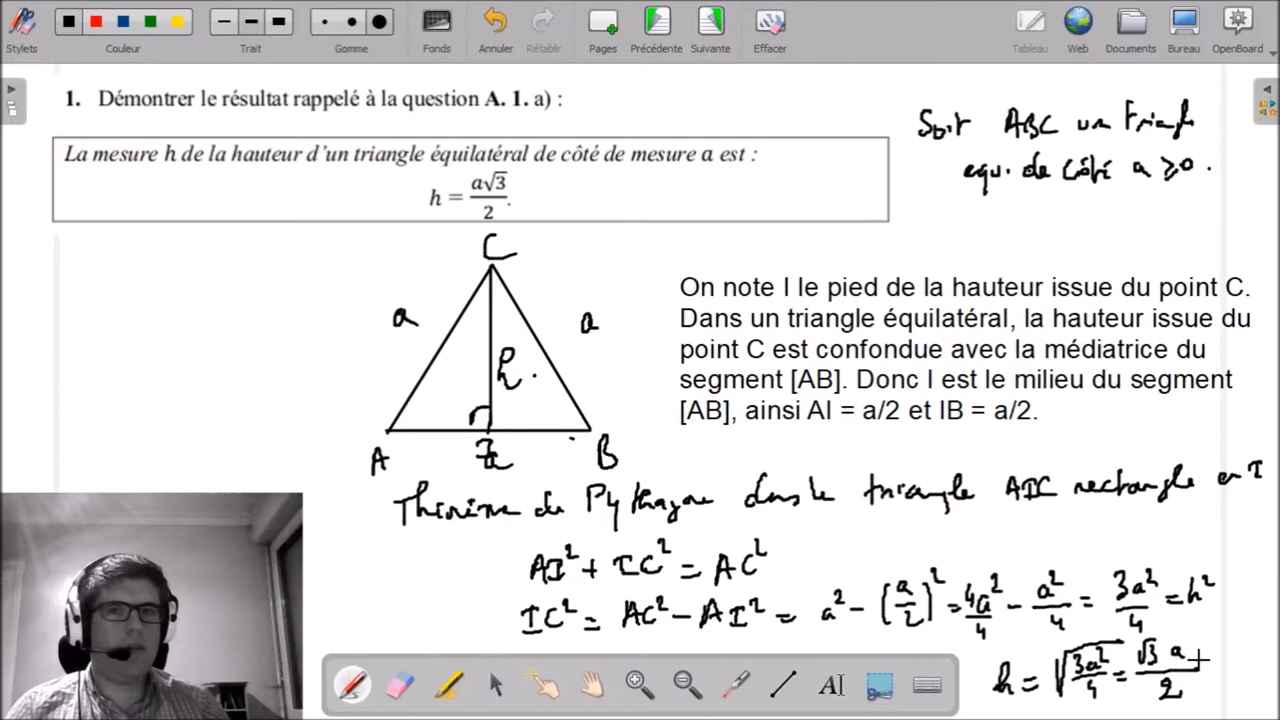 Stylets Couleur Trait Gomme Fonds Annuler Rétablir Pages Précédente Suivante Effacer Tableau Web Documents Bureau OpenBoard
1. Démontrer le résultat rappelé à la question A. 1. a) :
Soit ABC un triangle
équi. de côté a ⩾ 0.
La mesure h de la hauteur d'un triangle équilatéral de côté de mesure a est :
h = a√3/2.
C
a
a
h
A
I
a
B
On note I le pied de la hauteur issue du point C.
Dans un triangle équilatéral, la hauteur issue du
point C est confondue avec la médiatrice du
segment [AB]. Donc I est le milieu du segment
[AB], ainsi AI = a/2 et IB = a/2.
Théorème de Pythagore dans le triangle AIC rectangle en I
AI² + IC² = AC²
IC² = AC² - AI² = a² - (a/2)² = 4a²/4 - a²/4 = 3a²/4 = h²
h = √(3a²/4) = √3 a/2
AI